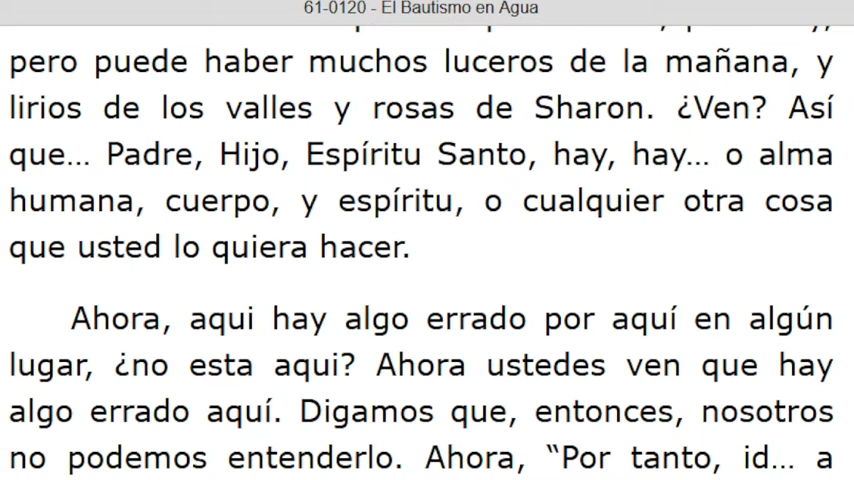 61-0120 - El Bautismo en Agua
pero puede haber muchos luceros de la mañana, y
lirios de los valles y rosas de Sharon. ¿Ven? Así
que… Padre, Hijo, Espíritu Santo, hay, hay… o alma
humana, cuerpo, y espíritu, o cualquier otra cosa
que usted lo quiera hacer.
Ahora, aqui hay algo errado por aquí en algún
lugar, ¿no esta aqui? Ahora ustedes ven que hay
algo errado aquí. Digamos que, entonces, nosotros
no podemos entenderlo. Ahora, “Por tanto, id… a